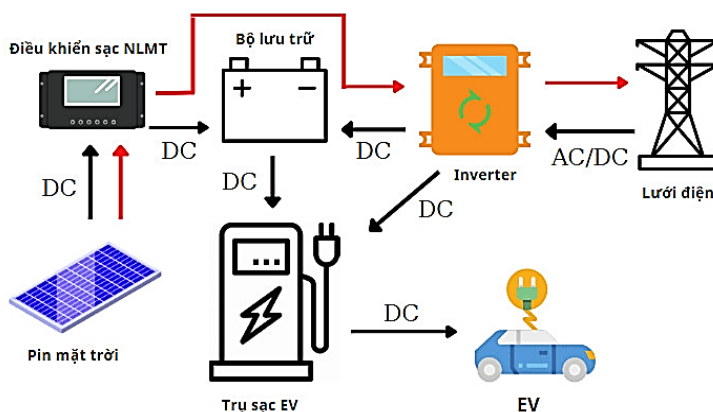 Điều khiển sạc NLMT
Bộ lưu trữ
+ −
DC
DC
AC/DC
Inverter
Lưới điện
DC
DC
DC
Pin mặt trời
DC
Trụ sạc EV
EV